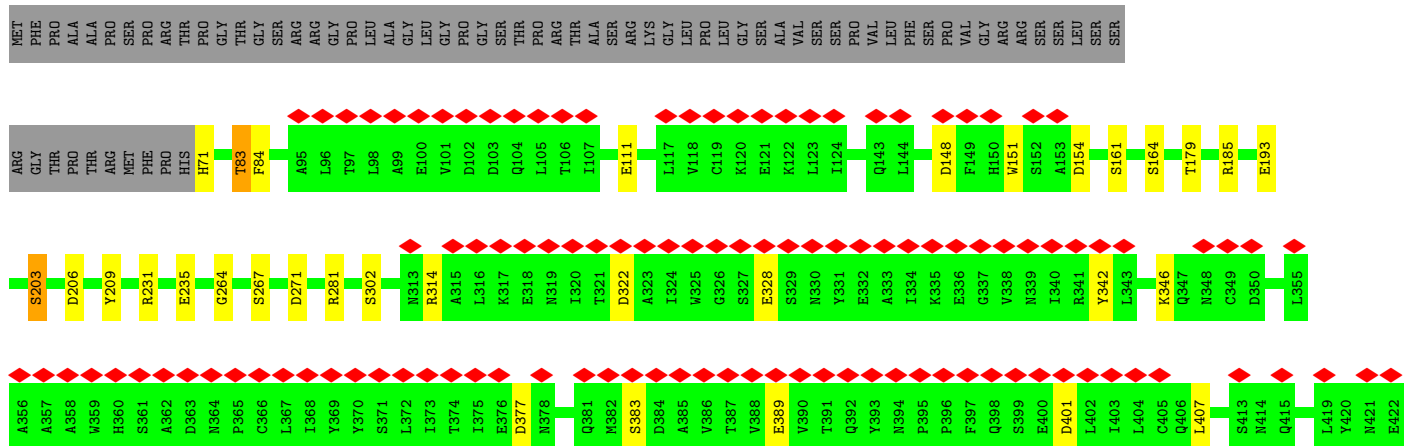 MET PHE PRO ALA ALA PRO SER PRO ARG THR PRO GLY THR GLY SER ARG ARG GLY PRO LEU ALA GLY LEU GLY PRO GLY SER THR PRO ARG THR ALA SER ARG LYS GLY LEU PRO LEU GLY SER ALA VAL SER SER PRO VAL LEU PHE SER PRO VAL GLY ARG ARG SER SER LEU SER SER
ARG GLY THR PRO THR ARG MET PHE PRO HIS H71 T83 F84 A95 L96 T97 L98 A99 E100 V101 D102 D103 Q104 L105 T106 I107 E111 L117 V118 C119 K120 E121 K122 L123 I124 Q143 L144 D148 F149 H150 W151 S152 A153 D154 S161 S164 T179 R185 E193
S203 D206 Y209 R231 E235 G264 S267 D271 R281 S302 N313 R314 A315 L316 K317 E318 N319 I320 T321 D322 A323 I324 W325 G326 S327 E328 S329 N330 Y331 E332 A333 I334 K335 E336 G337 V338 N339 I340 R341 Y342 L343 K346 Q347 N348 C349 D350 L355
A356 A357 A358 W359 H360 S361 A362 D363 N364 P365 C366 L367 I368 Y369 Y370 S371 L372 I373 T374 I375 E376 D377 N378 Q381 M382 S383 D384 A385 V386 T387 V388 E389 V390 T391 Q392 Y393 N394 P395 P396 F397 Q398 S399 E400 D401 L402 I403 L404 C405 Q406 L407 S413 N414 Q415 L419 Y420 N421 E422